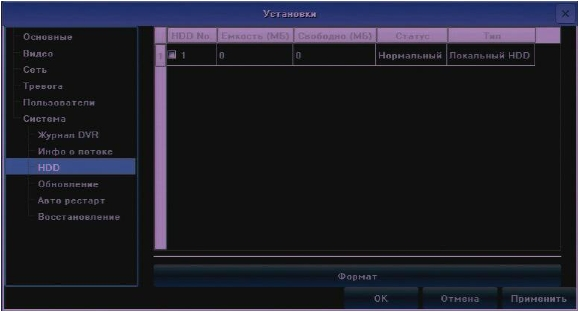 Установки
Основные
Видео
Сеть
Тревога
Пользователи
Система
Журнал DVR
Инфо о потоке
HDD
Обновление
Авто рестарт
Восстановление
HDD No. Емкость (МБ) Свободно (МБ) Статус Тип
1 1 0 0 Нормальный Локальный HDD
Формат
OK Отмена Применить